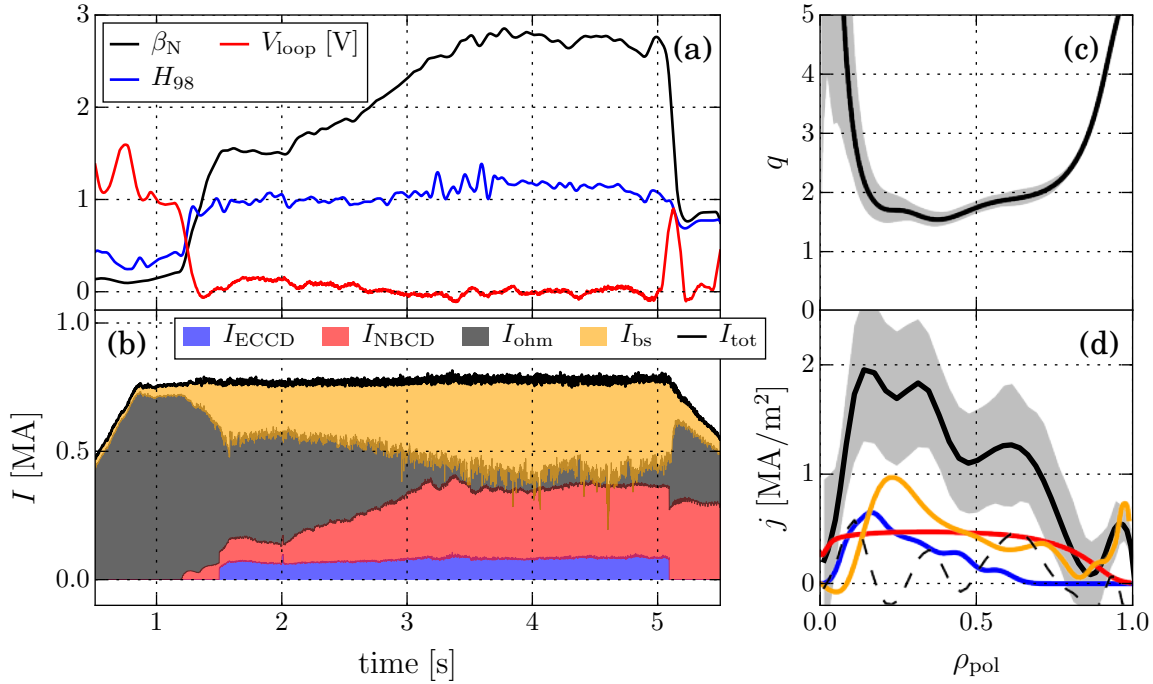 3
2
1
0
β_N
V_loop [V]
H_98
(a)
1.0
0.5
0.0
I [MA]
I_ECCD
I_NBCD
I_ohm
I_bs
I_tot
(b)
1
2
3
4
5
time [s]
5
4
3
2
1
0
q
(c)
2
1
0
j [MA/m²]
(d)
0.0
0.5
1.0
ρ_pol